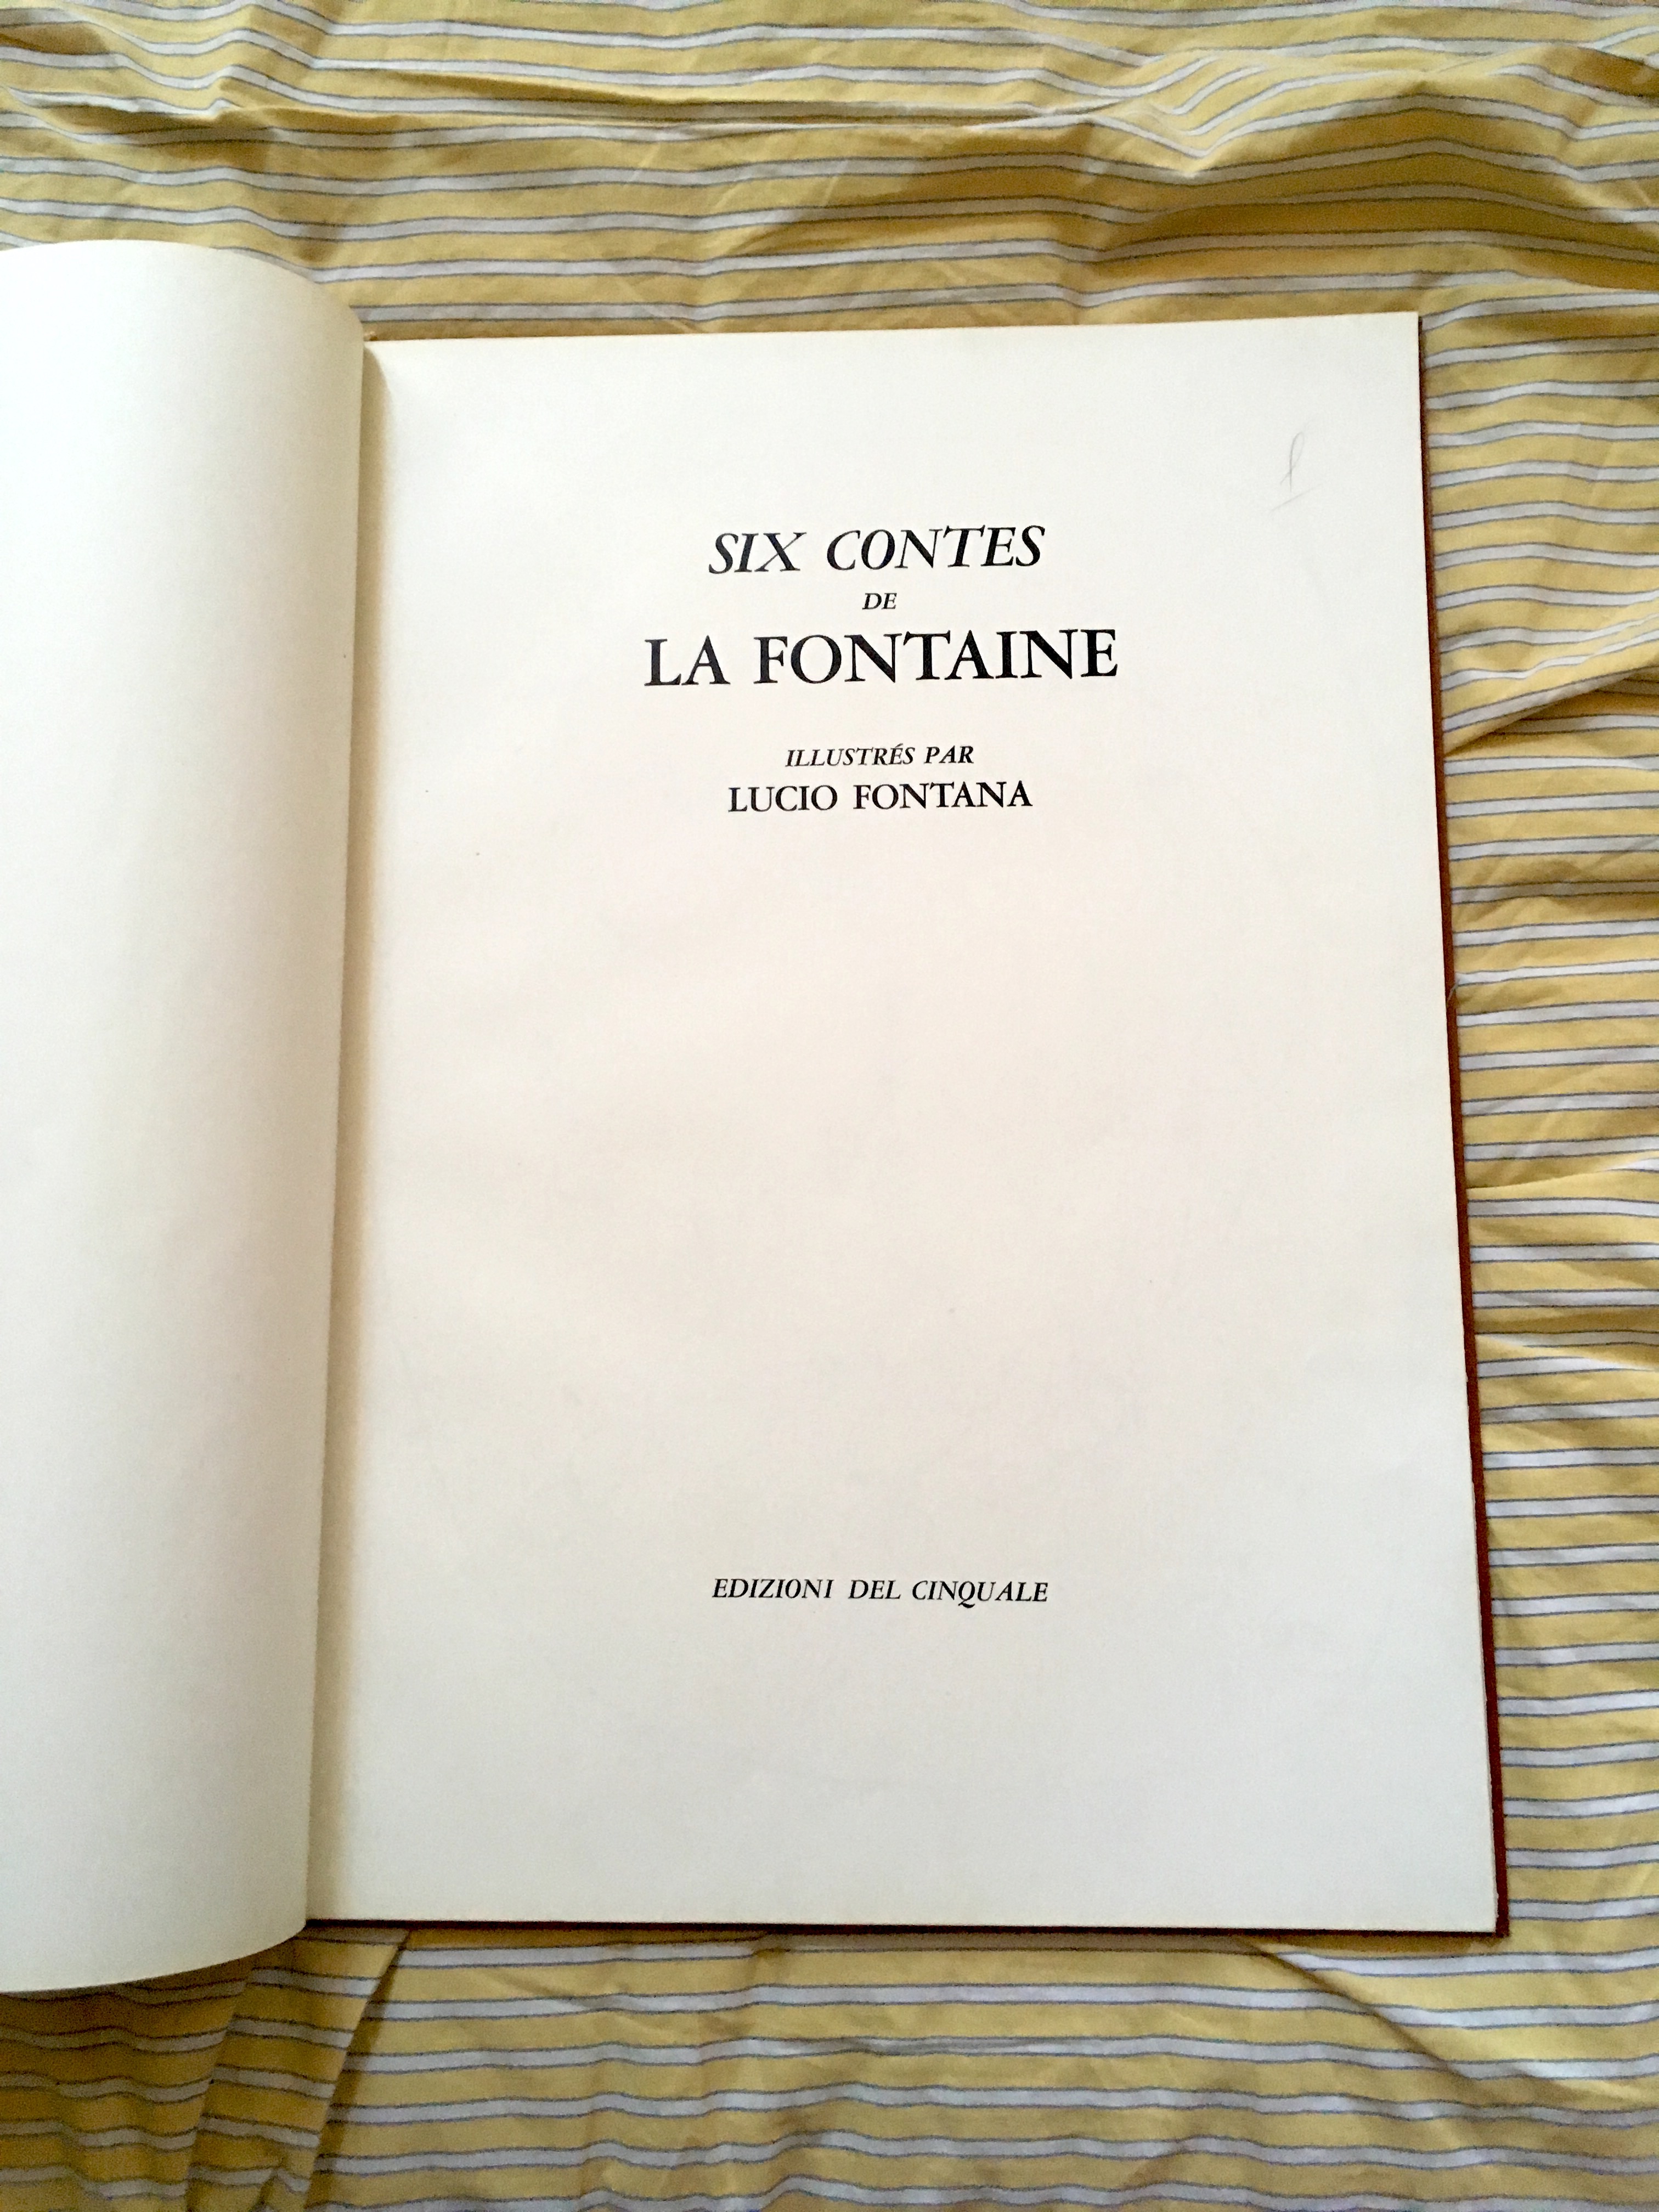 SIX CONTES
DE
LA FONTAINE
ILLUSTRÉS PAR
LUCIO FONTANA
EDIZIONI DEL CINQUALE